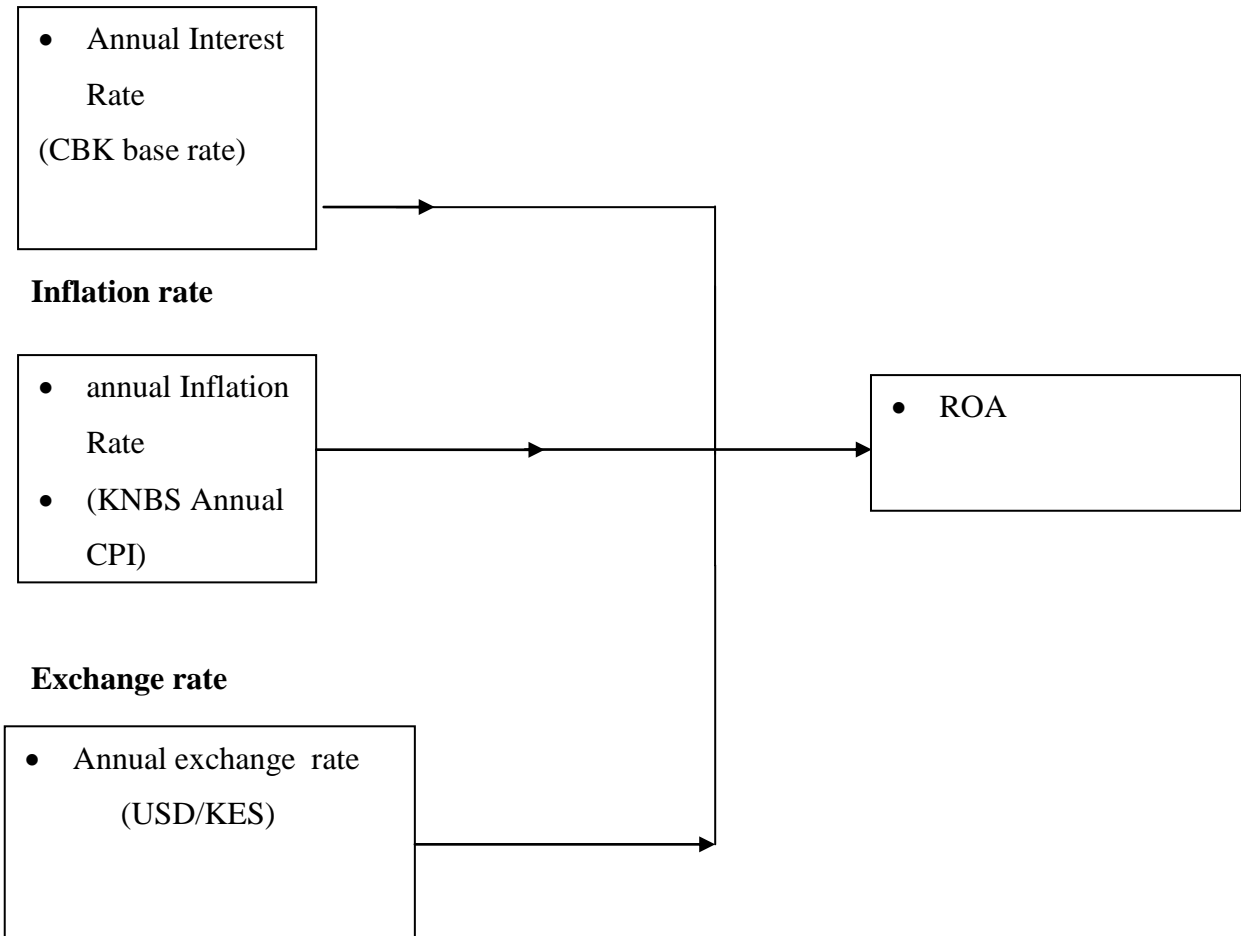 • Annual Interest
Rate
(CBK base rate)
Inflation rate
• annual Inflation
Rate
• (KNBS Annual
CPI)
• ROA
Exchange rate
• Annual exchange rate
(USD/KES)